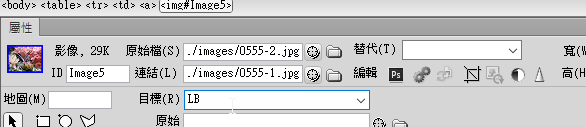 <body> <table> <tr> <td> <a> <img#Image5>
屬性
影像, 29K 原始檔(S) ./images/0555-2.jpg 替代(T) 寬(W
ID Image5 連結(L) ./images/0555-1.jpg 編輯 Ps 高(H
地圖(M) 目標(R) LB
原始